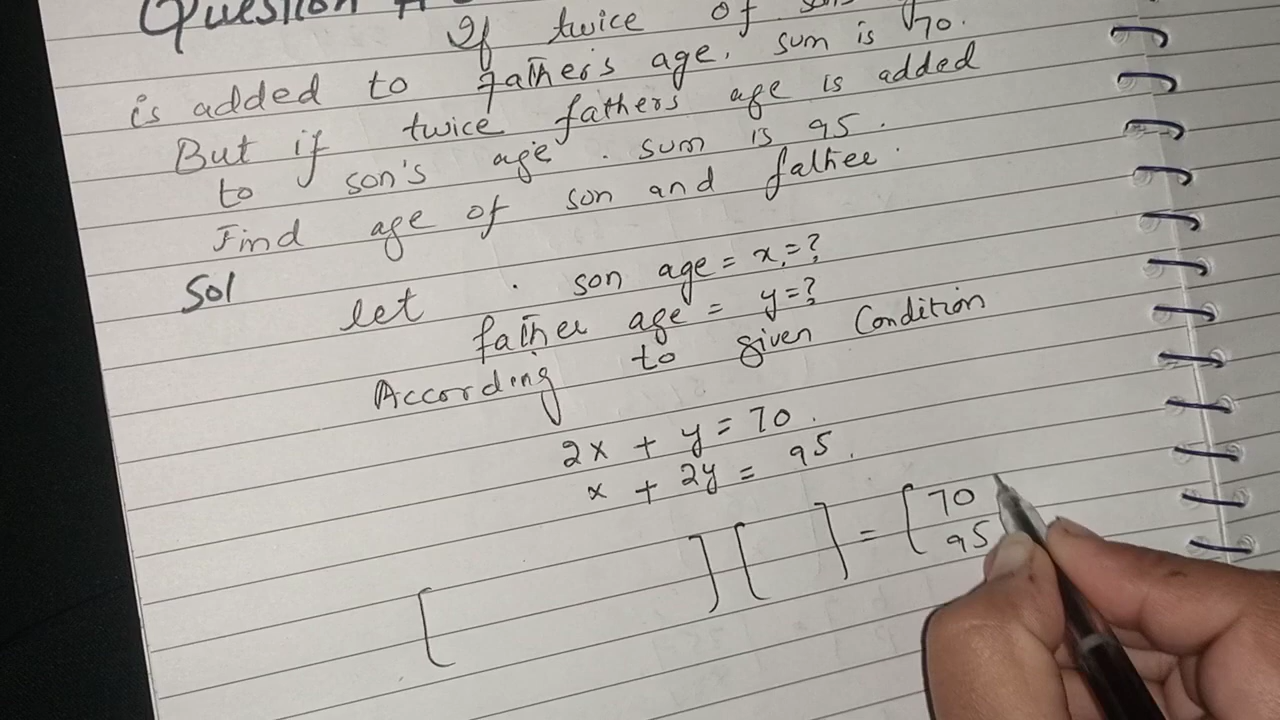 Question #
If twice of son's
is added to father's age. sum is 70.
But if twice fathers age is added
to son's age. sum is 95.
Find age of son and father.
Sol
let son age = x = ?
father age = y = ?
According to given Condition
2x + y = 70.
x + 2y = 95.
[ ] [ ] = [ 70
95